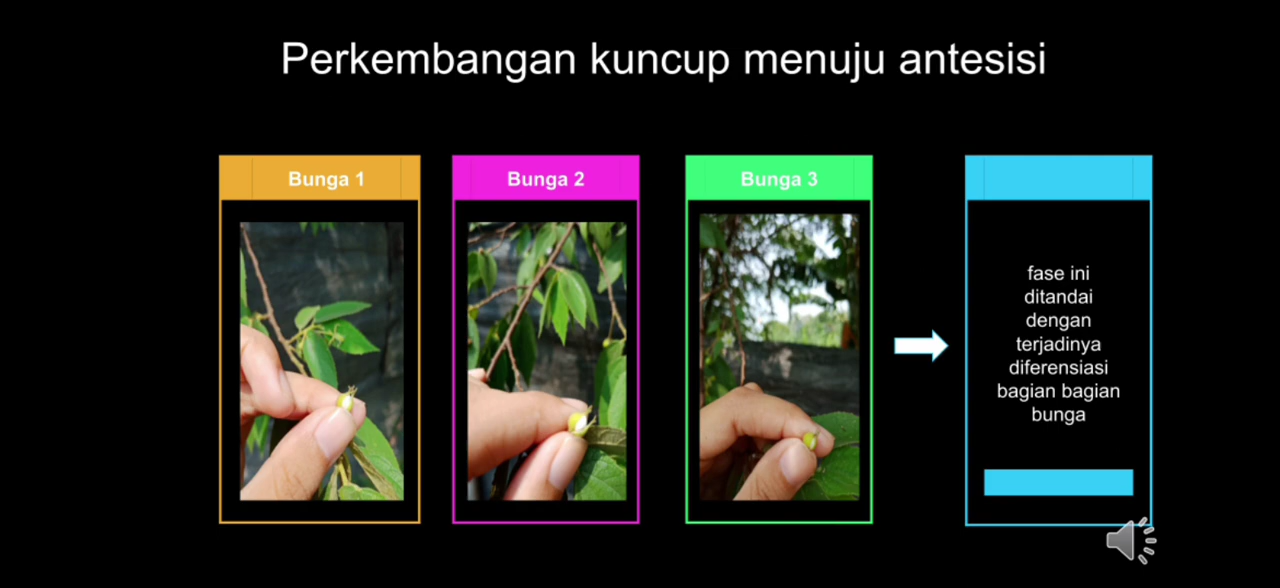 Perkembangan kuncup menuju antesisi
Bunga 1
Bunga 2
Bunga 3
fase ini
ditandai
dengan
terjadinya
diferensiasi
bagian bagian
bunga